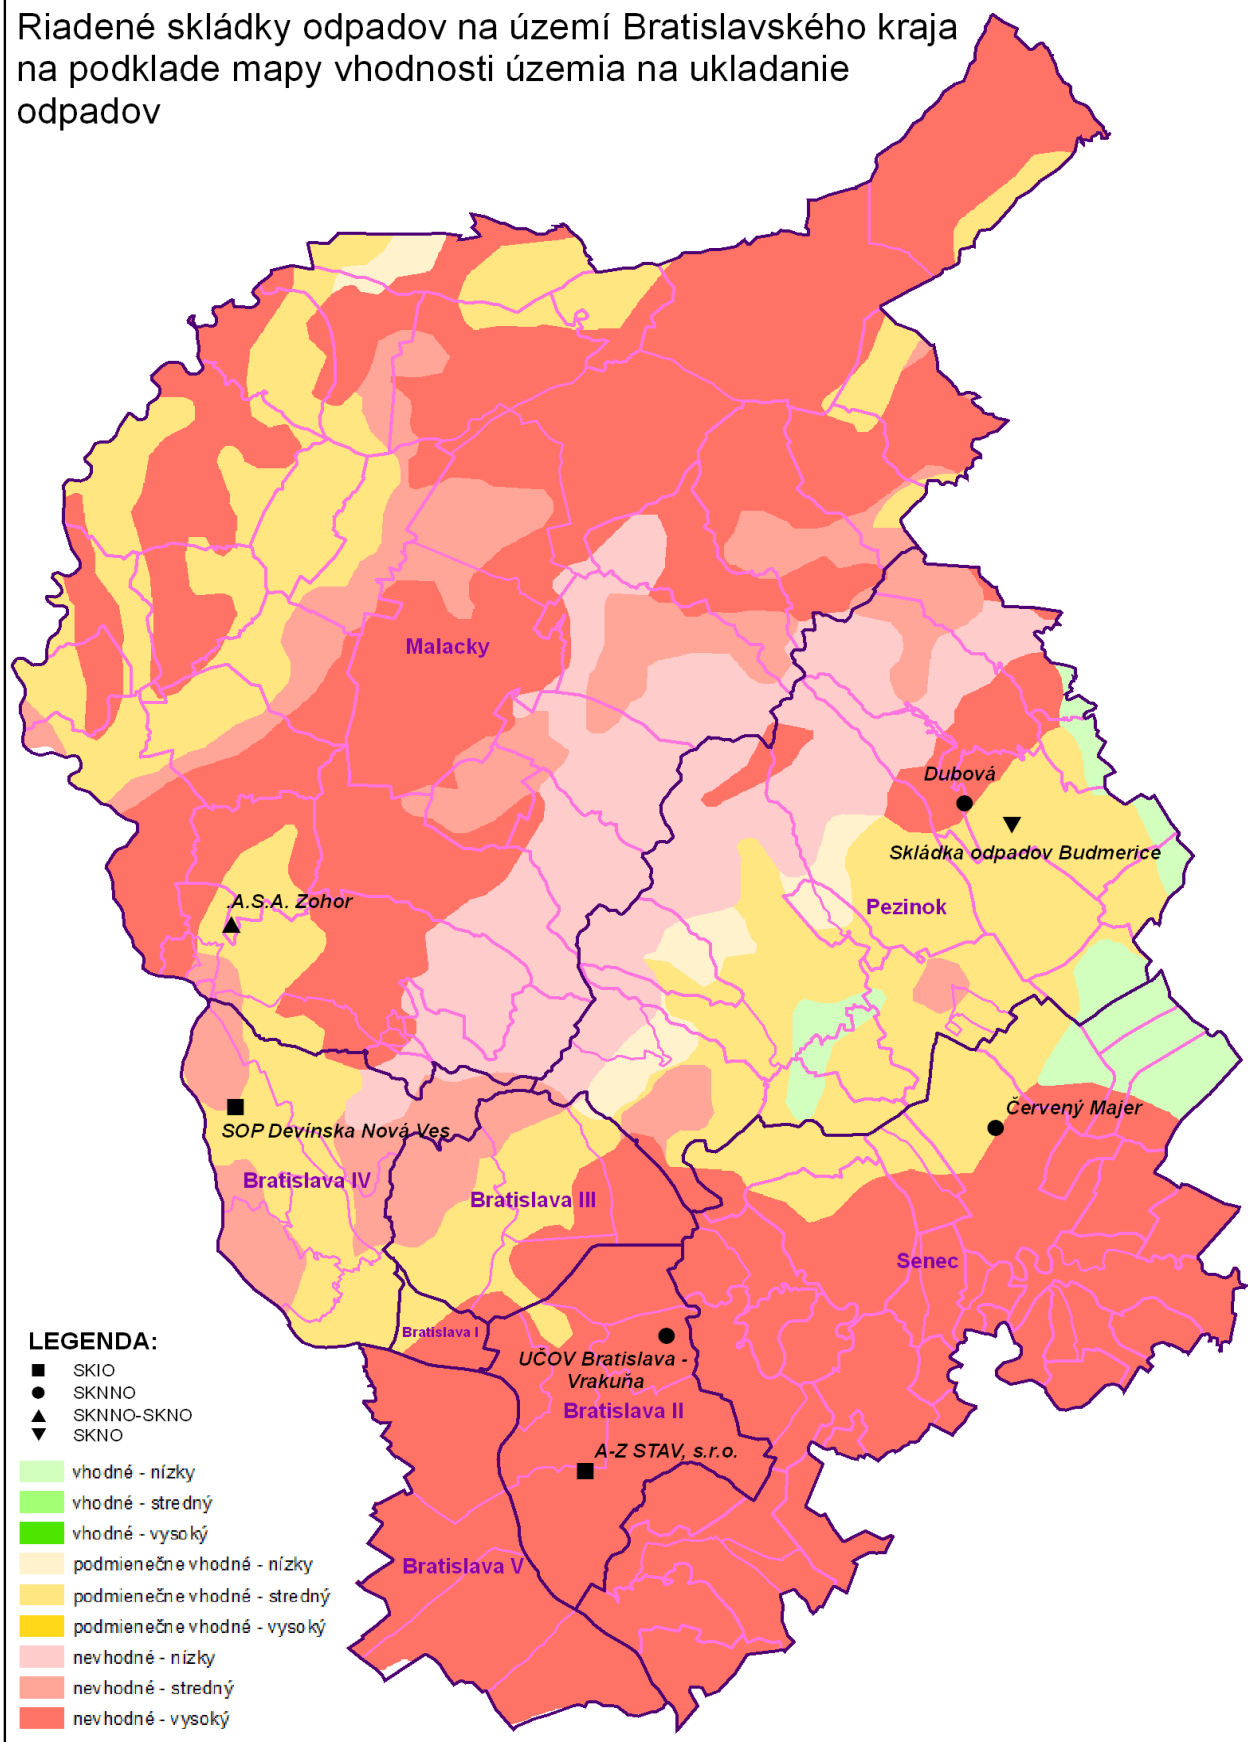 Riadené skládky odpadov na území Bratislavského kraja
na podklade mapy vhodnosti územia na ukladanie
odpadov
Malacky
Dubová
Skládka odpadov Budmerice
.A.S.A. Zohor
Pezinok
Červený Majer
SOP Devínska Nová Ves
Bratislava IV
Bratislava III
Senec
Bratislava I
UČOV Bratislava -
Vrakuňa
Bratislava II
A-Z STAV, s.r.o.
Bratislava V
LEGENDA:
SKIO
SKNNO
SKNNO-SKNO
SKNO
vhodné - nízky
vhodné - stredný
vhodné - vysoký
podmienečne vhodné - nízky
podmienečne vhodné - stredný
podmienečne vhodné - vysoký
nevhodné - nízky
nevhodné - stredný
nevhodné - vysoký